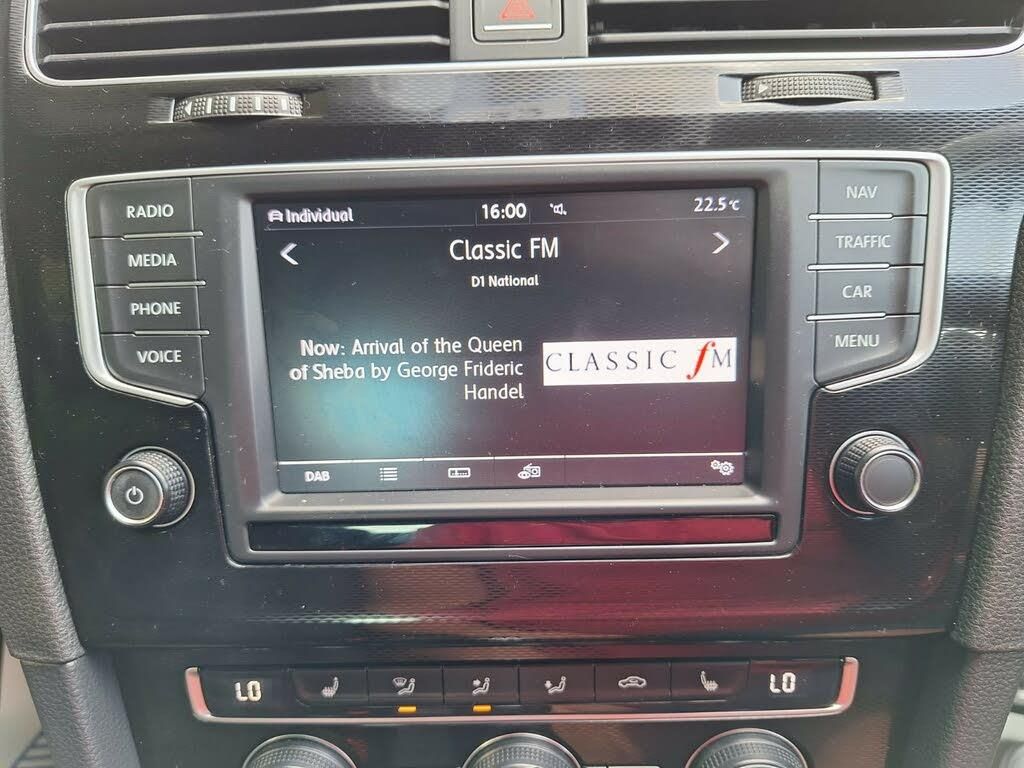 RADIO
MEDIA
PHONE
VOICE
Individual 16:00 22.5°C
Classic FM
D1 National
Now: Arrival of the Queen
of Sheba by George Frideric
Handel
CLASSIC fM
DAB
NAV
TRAFFIC
CAR
MENU
LO
LO